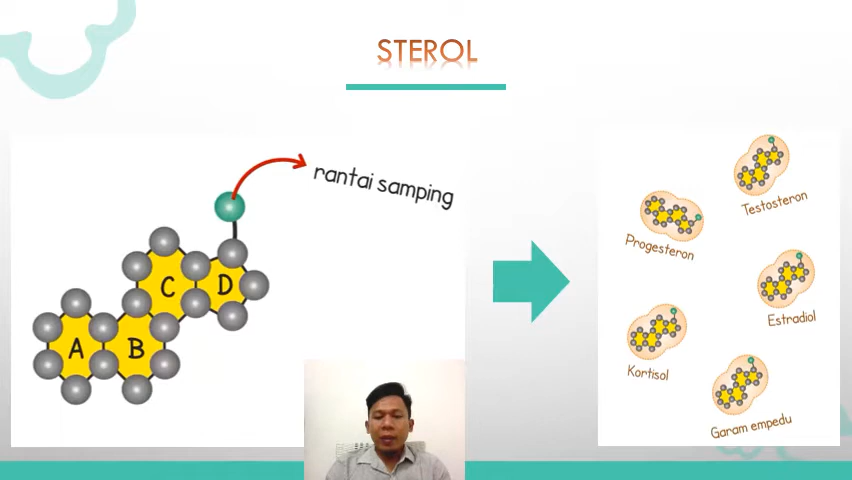 STEROL
rantai samping
A
B
C
D
Testosteron
Progesteron
Estradiol
Kortisol
Garam empedu